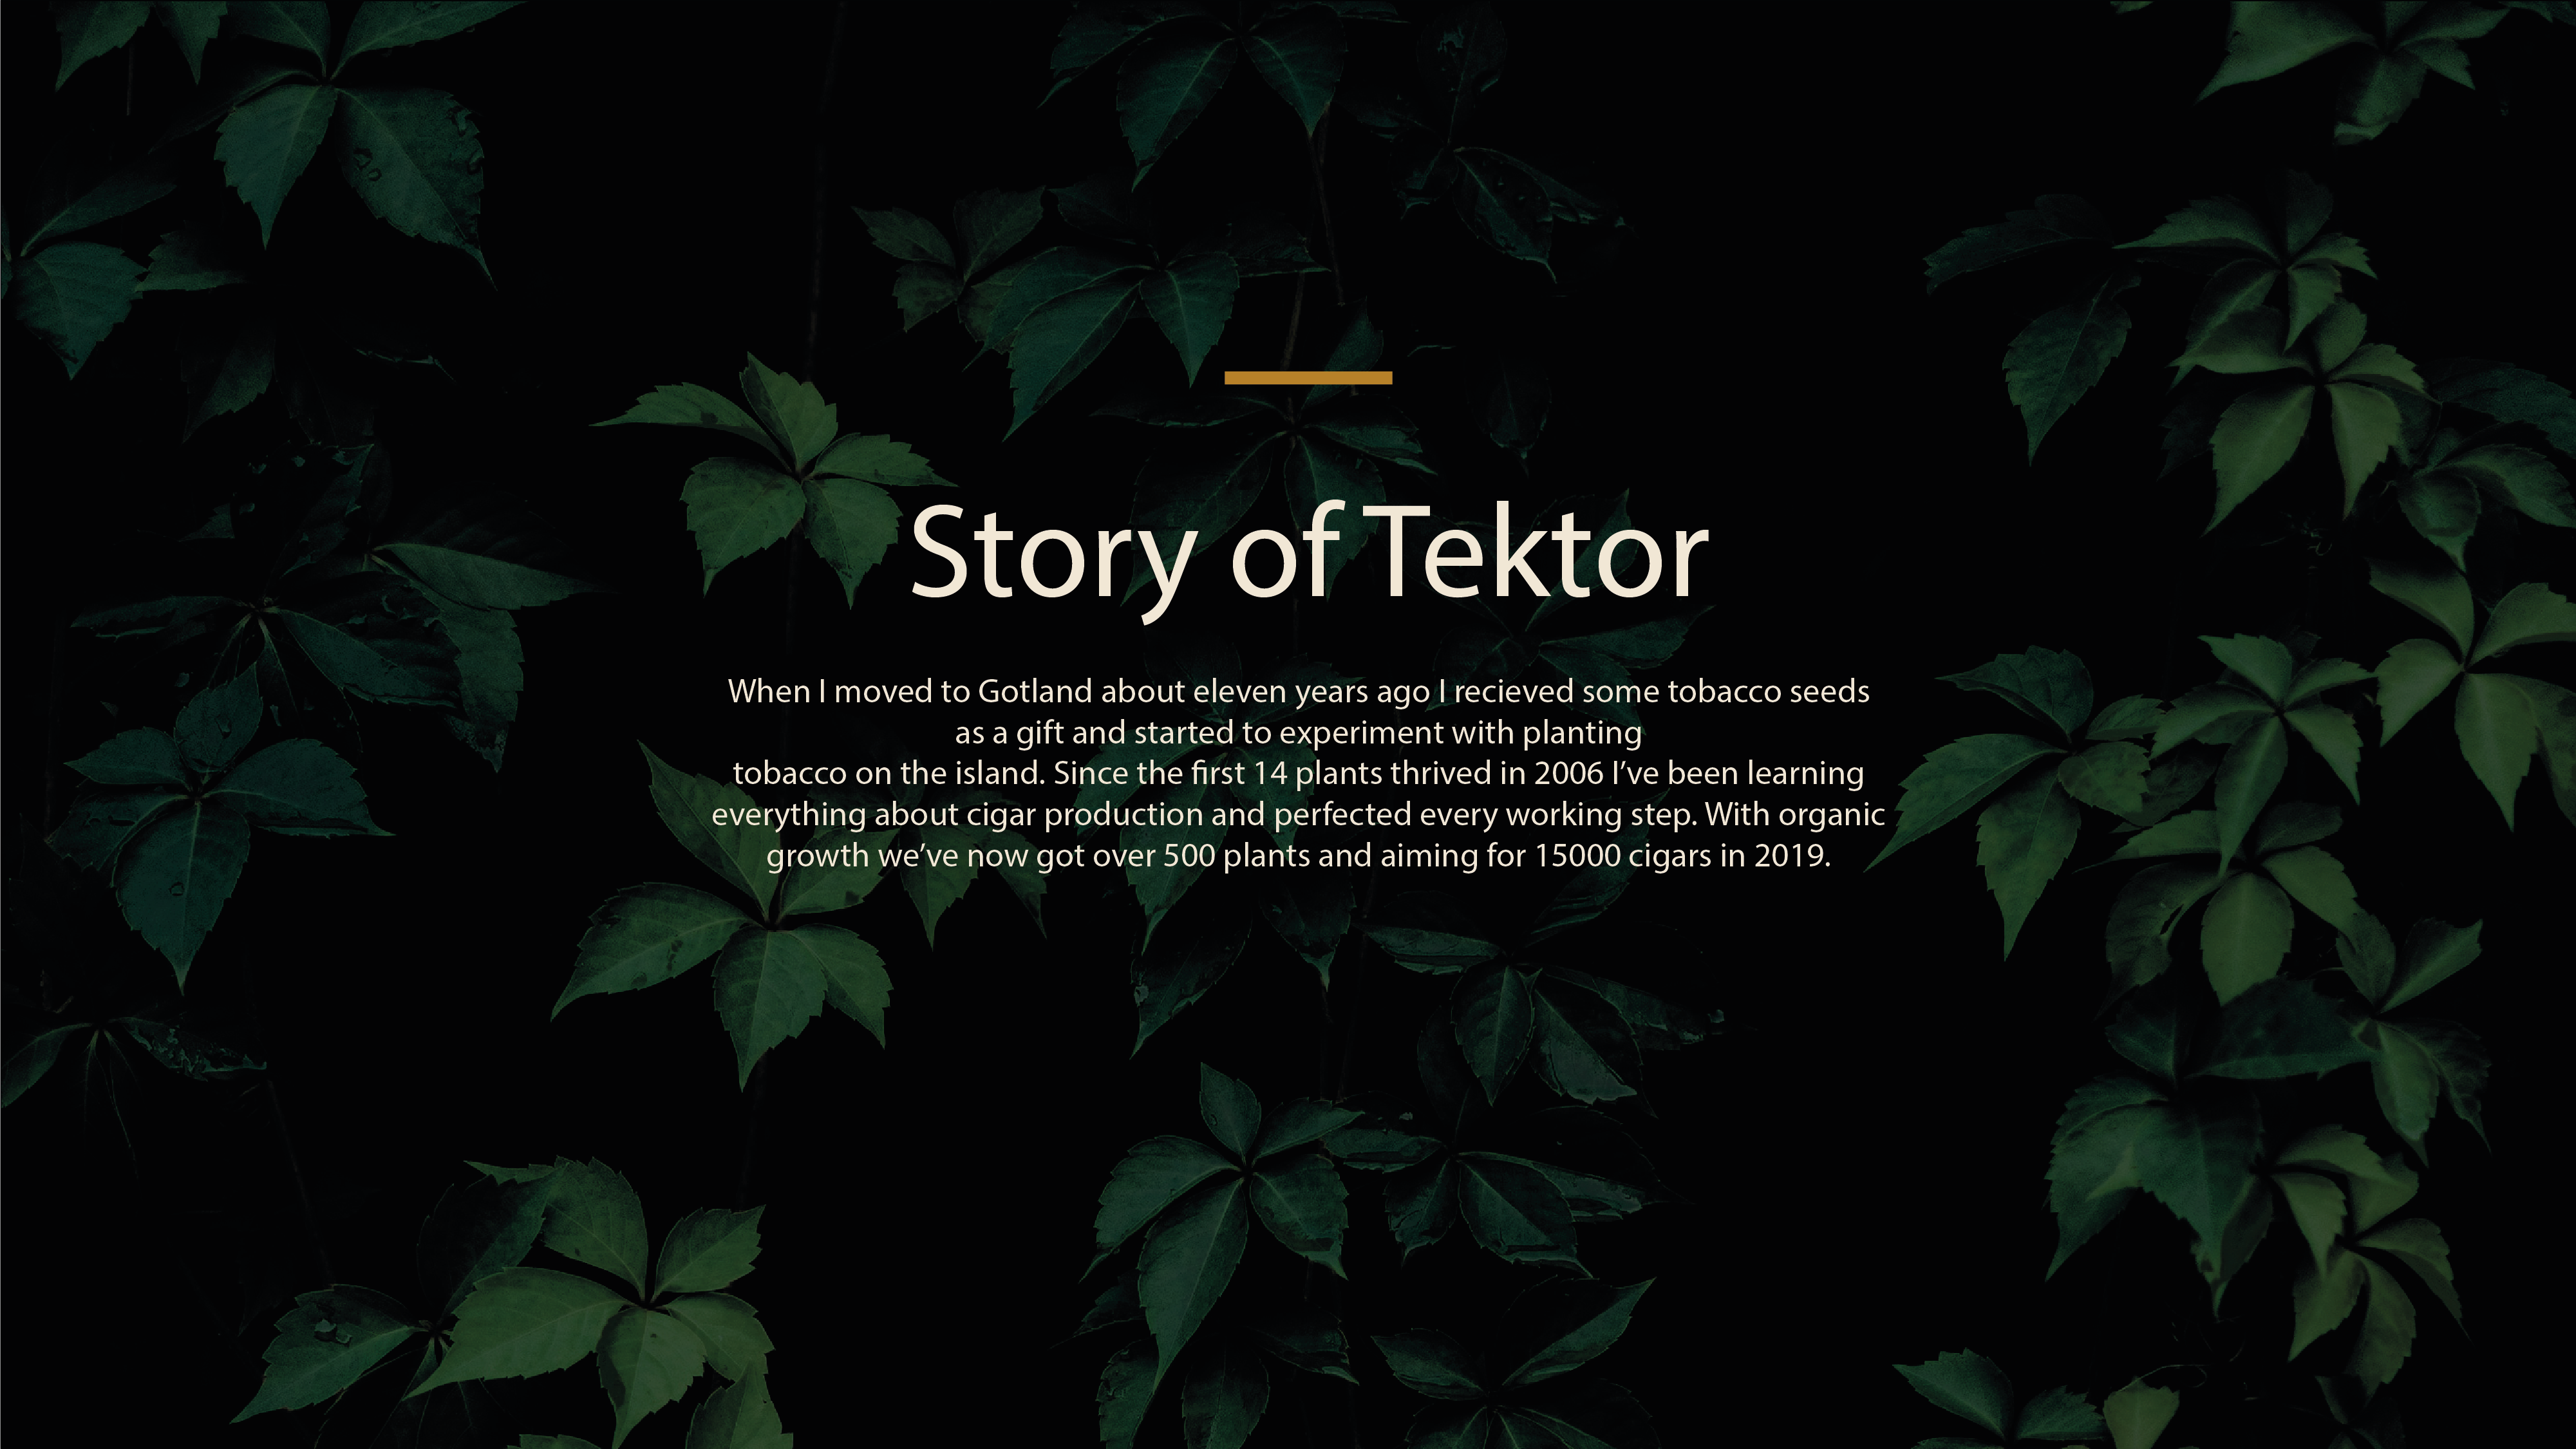 Story of Tektor
When I moved to Gotland about eleven years ago I recieved some tobacco seeds
as a gift and started to experiment with planting
tobacco on the island. Since the first 14 plants thrived in 2006 I’ve been learning
everything about cigar production and perfected every working step. With organic
growth we’ve now got over 500 plants and aiming for 15000 cigars in 2019.